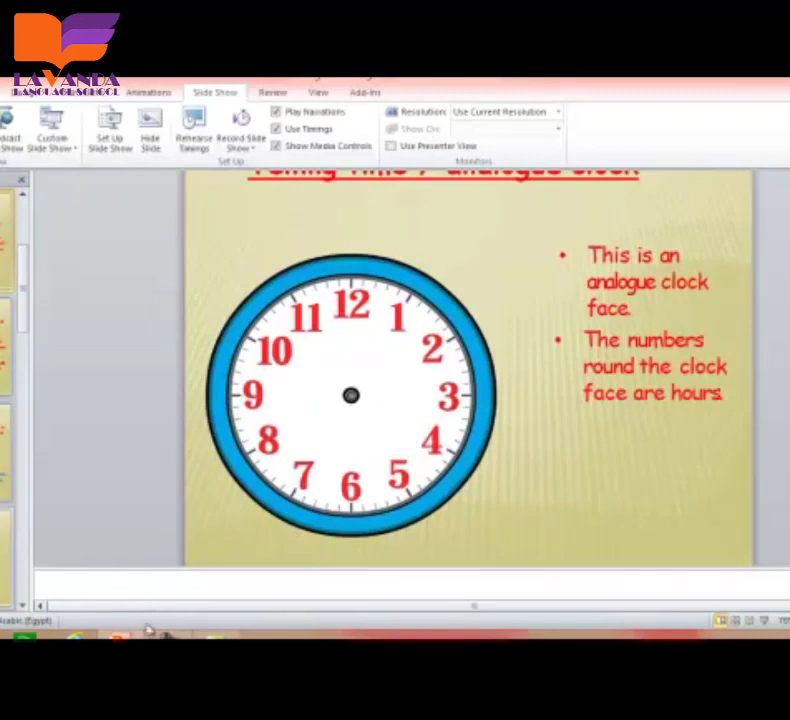 LAVANDA
LANGUAGE SCHOOL
Animations Slide Show Review View Add-Ins
Custom Slide Show
Set Up Slide Show
Hide Slide
Rehearse Timings
Record Slide Show
Play Narrations
Use Timings
Show Media Controls
Set Up
Resolution: Use Current Resolution
Show On:
Use Presenter View
Monitors
• This is an
analogue clock
face.
• The numbers
round the clock
face are hours.
12
1
2
3
4
5
6
7
8
9
10
11
Arabic (Egypt)